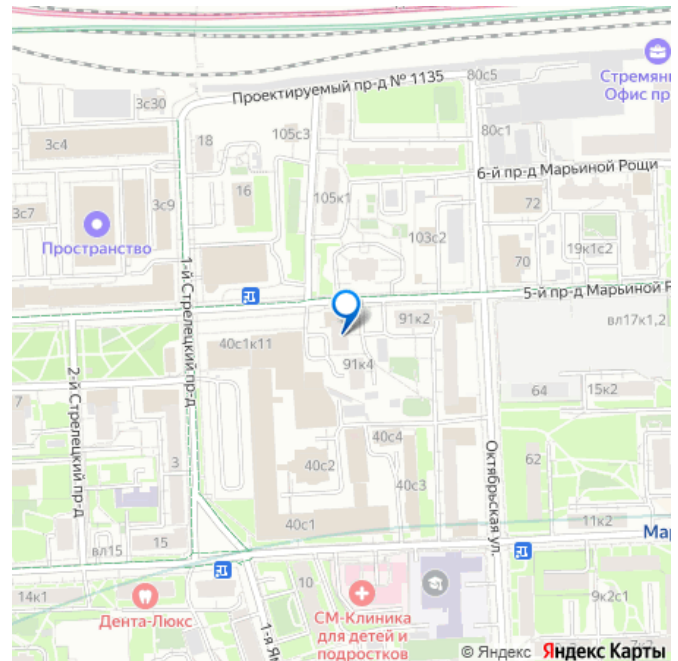 Проектируемый пр-д № 1135
80с5
Стремян
Офис пр
3с30
3с4
18
105с3
80с1
6-й пр-д Марьиной Рощи
16
105к1
72
3с7
3с9
103с2
19к1с2
Пространство
70
1-й Стрелецкий пр-д
5-й пр-д Марьиной Р
91к2
вл17к1,2
40с1к11
91к4
2-й Стрелецкий пр-д
7
64
15к2
40с4
3
40с2
62
40с3
Октябрьская ул.
40с1
11к2
вл15
15
Мар
14к1
10
Дента-Люкс
СМ-Клиника
для детей и
подростков
9к2с1
1-я Ям
© Яндекс Яндекс Карты